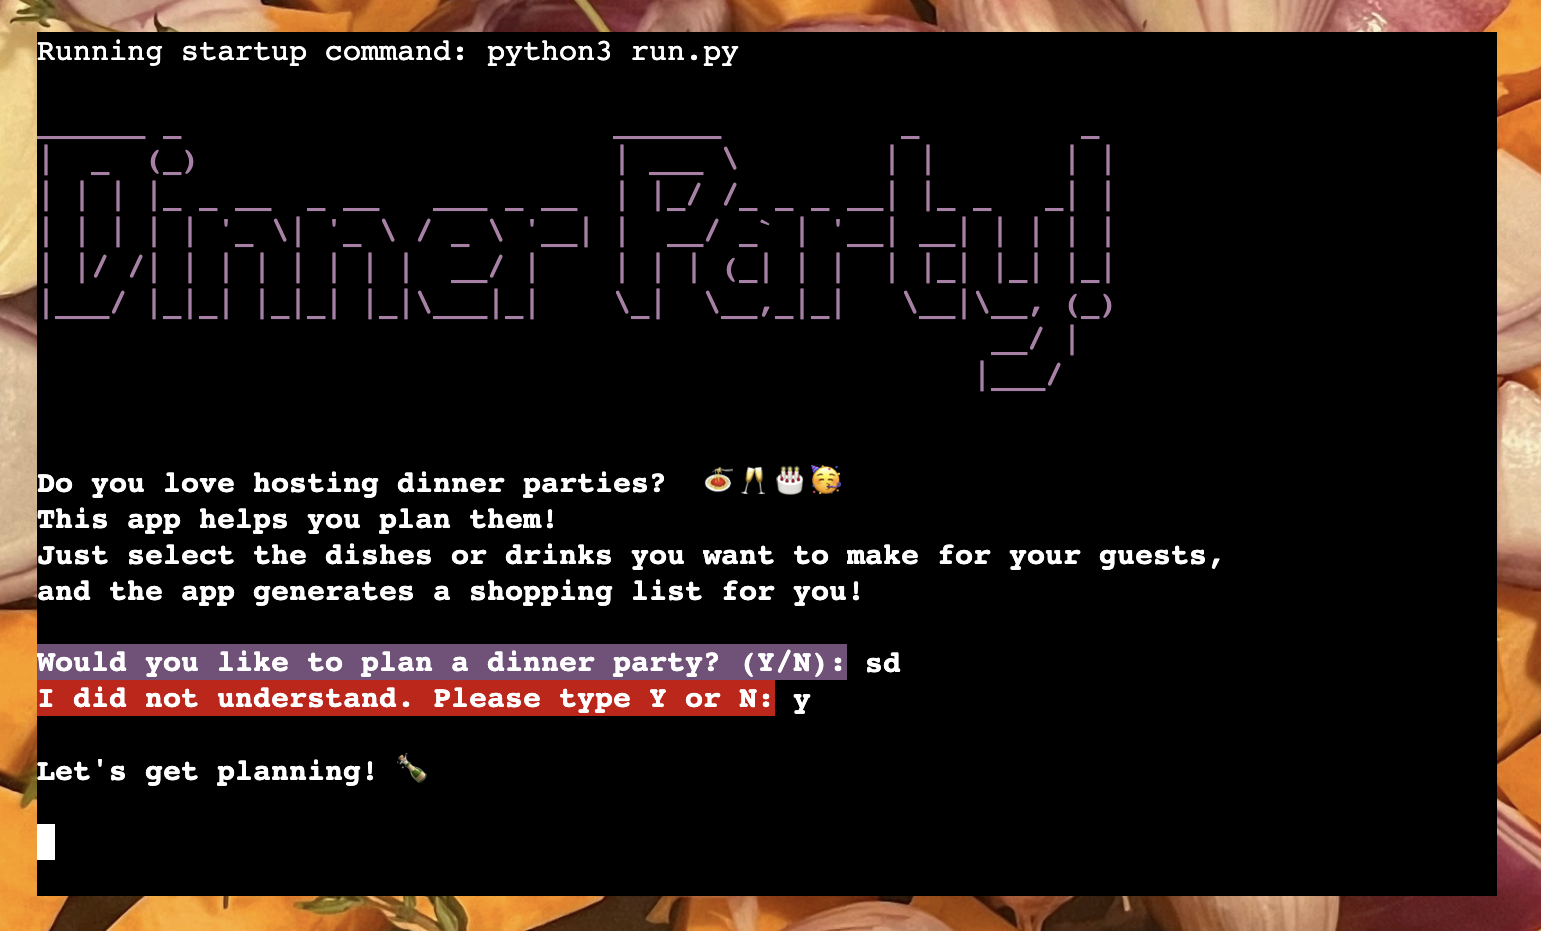 Running startup command: python3 run.py
Dinner Party!
Do you love hosting dinner parties? 🍝🥂🎂🥳
This app helps you plan them!
Just select the dishes or drinks you want to make for your guests,
and the app generates a shopping list for you!
Would you like to plan a dinner party? (Y/N): sd
I did not understand. Please type Y or N: y
Let's get planning! 🍾